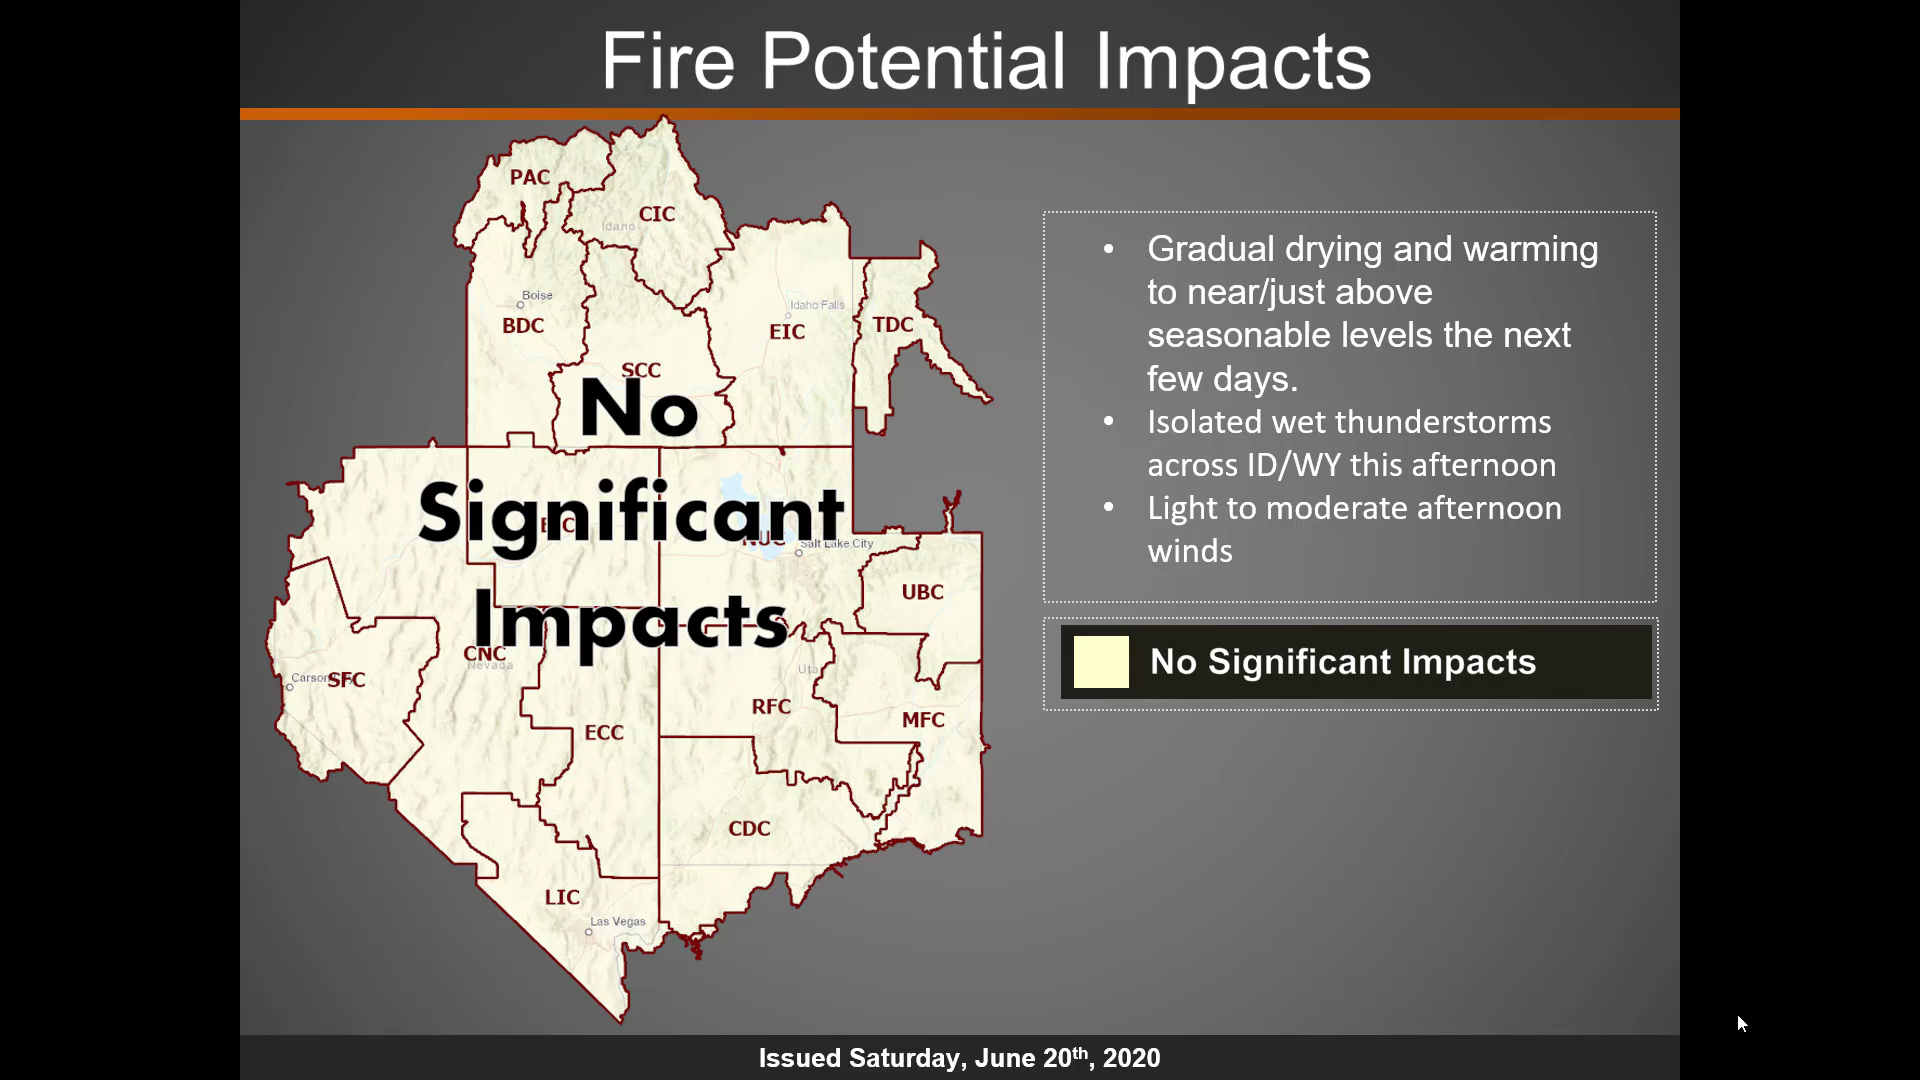 Fire Potential Impacts
PAC
CIC
Idaho
Boise
BDC
Idaho Falls
EIC
TDC
SCC
No
Significant
Salt Lake City
UBC
Impacts
CNC
Nevada
Carson
SFC
RFC
MFC
ECC
CDC
LIC
Las Vegas
• Gradual drying and warming
to near/just above
seasonable levels the next
few days.
• Isolated wet thunderstorms
across ID/WY this afternoon
• Light to moderate afternoon
winds
No Significant Impacts
Issued Saturday, June 20th, 2020